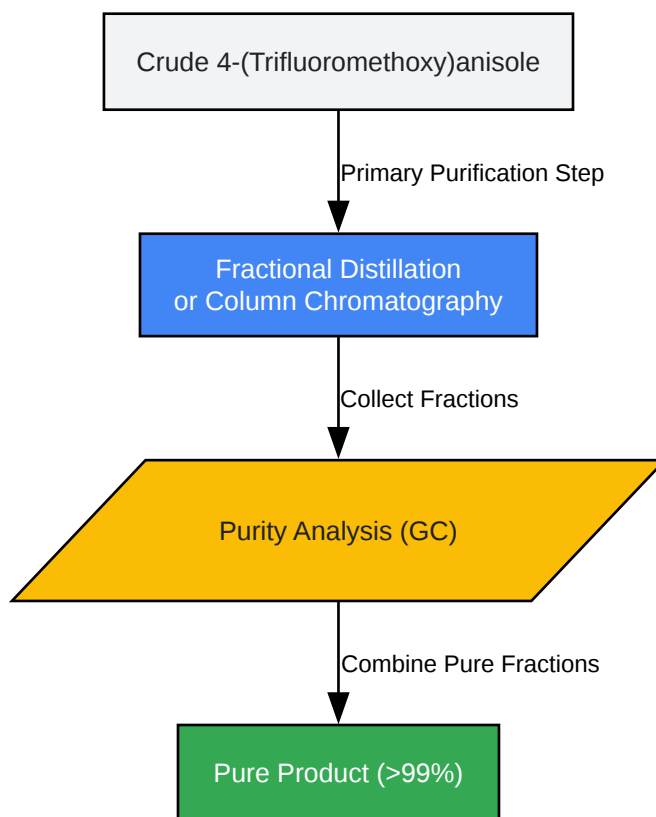 Crude 4-(Trifluoromethoxy)anisole
Primary Purification Step
Fractional Distillation
or Column Chromatography
Collect Fractions
Purity Analysis (GC)
Combine Pure Fractions
Pure Product (>99%)